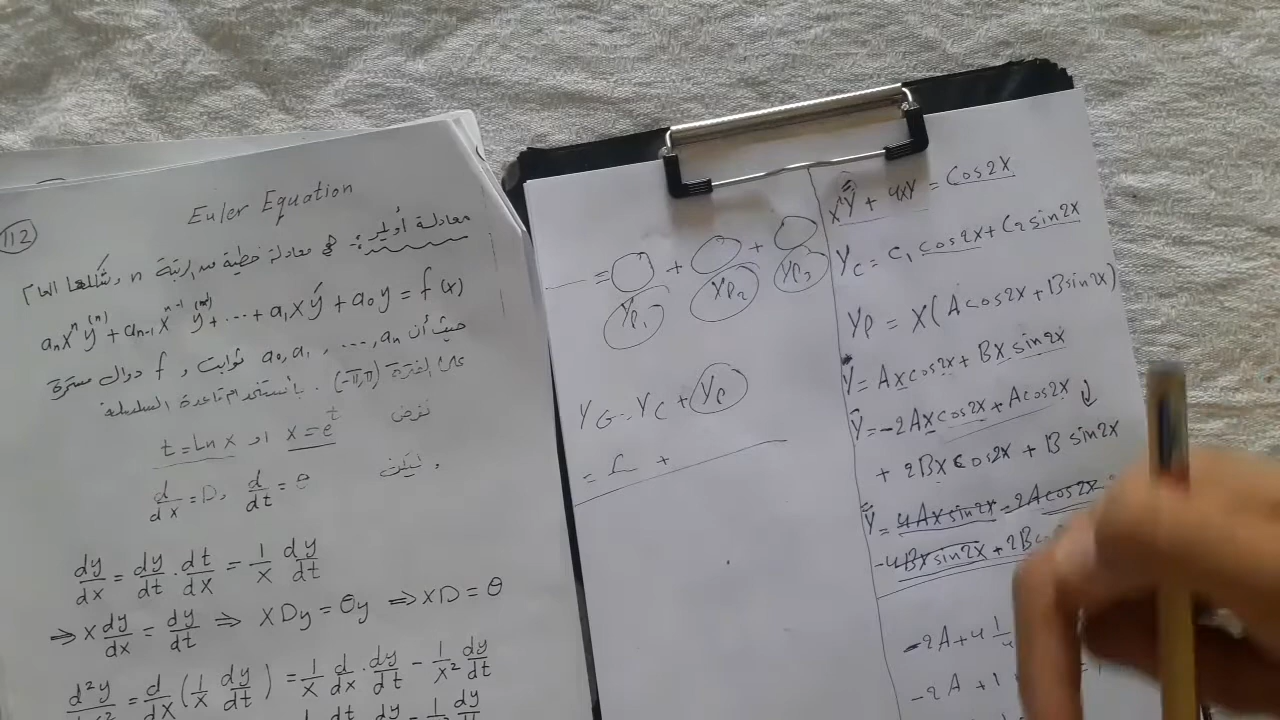 112
Euler Equation
معادلة أويلر: هي معادلة خطية من الرتبة n وشكلها العام
aₙxⁿy⁽ⁿ⁾ + aₙ₋₁xⁿ⁻¹y⁽ⁿ⁻¹⁾ + ... + a₁xy' + a₀y = f(x)
حيث أن a₀, a₁, ..., aₙ ثوابت و f دوال مستمرة
على الفترة (-π,π). باستخدام قاعدة السلسلة
نفرض x = eᵗ او t = Ln x
وليكن d/dx = D, d/dt = θ
dy/dx = dy/dt . dt/dx = 1/x dy/dt
⇒ x dy/dx = dy/dt ⇒ xDy = θy ⇒ xD = θ
d²y/dx² = d/dx (1/x dy/dt) = 1/x d/dx . dy/dt - 1/x² dy/dt
= ○ + ○ + ○
YP₁ YP₂ YP₃
YG = YC + YP
+
+ 4xY = Cos2X
YC = C₁ cos2x + C₂ sin2x
YP = X(A cos2x + B sin2x)
Y = Ax cos2x + BX sin2x
Y = -2Ax cos2x + A cos2x
+ 2BX cos2x + B sin2x
Y = 4Ax sin2x - 2A cos2x
-4BX sin2x + 2B
-2A + 4
-2A + 1